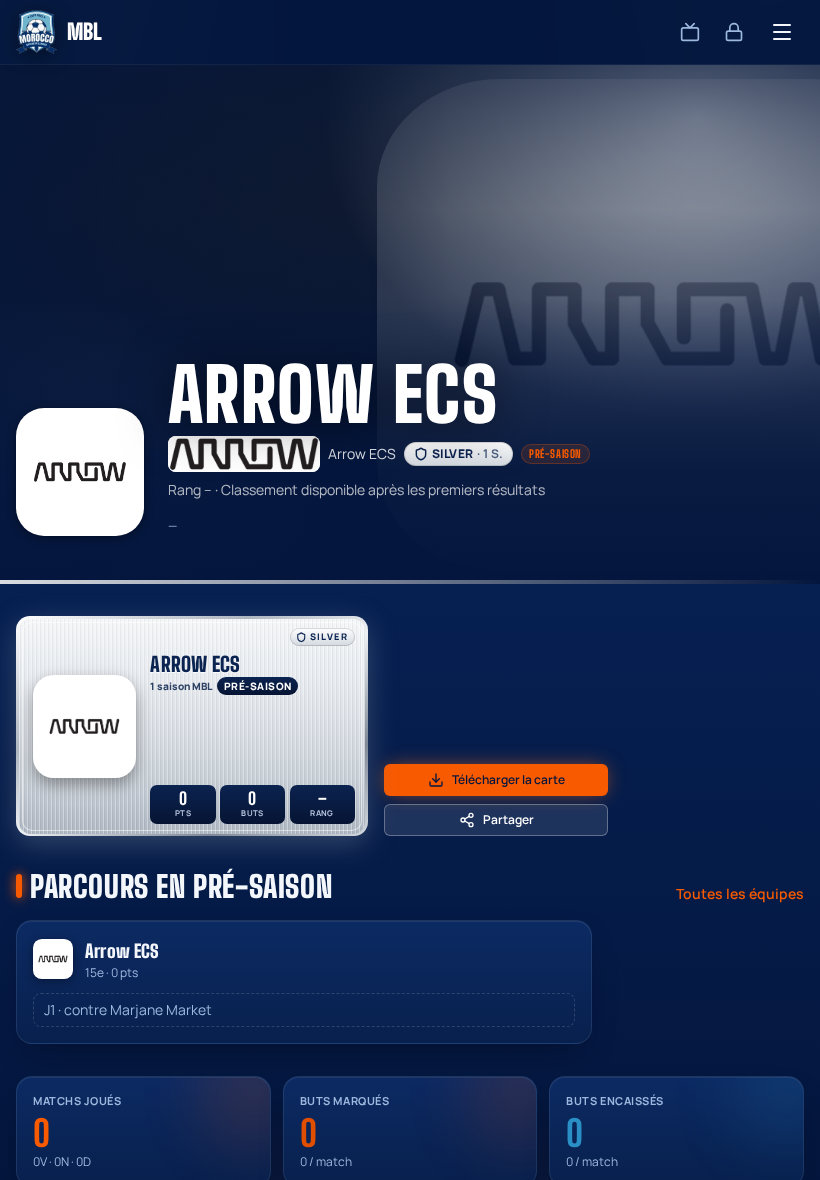 MOROCCO
MBL
ARROW
ARROW ECS
ARROW
ARROW
Arrow ECS
SILVER · 1 S.
PRÉ-SAISON
Rang – · Classement disponible après les premiers résultats
—
SILVER
ARROW ECS
1 saison MBL
PRÉ-SAISON
ARROW
0
PTS
0
BUTS
–
RANG
Télécharger la carte
Partager
PARCOURS EN PRÉ-SAISON
Toutes les équipes
ARROW
Arrow ECS
15e · 0 pts
J1 · contre Marjane Market
MATCHS JOUÉS
0
0V · 0N · 0D
BUTS MARQUÉS
0
0 / match
BUTS ENCAISSÉS
0
0 / match